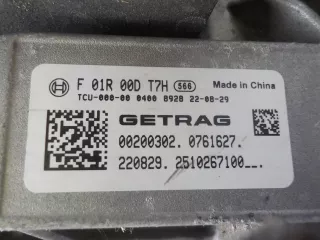 F 01R 00D T7H 566 Made in China
TCU-000-00 0400 8928 22-08-29
GETRAG
00200302. 0761627.
220829. 2510267100__.